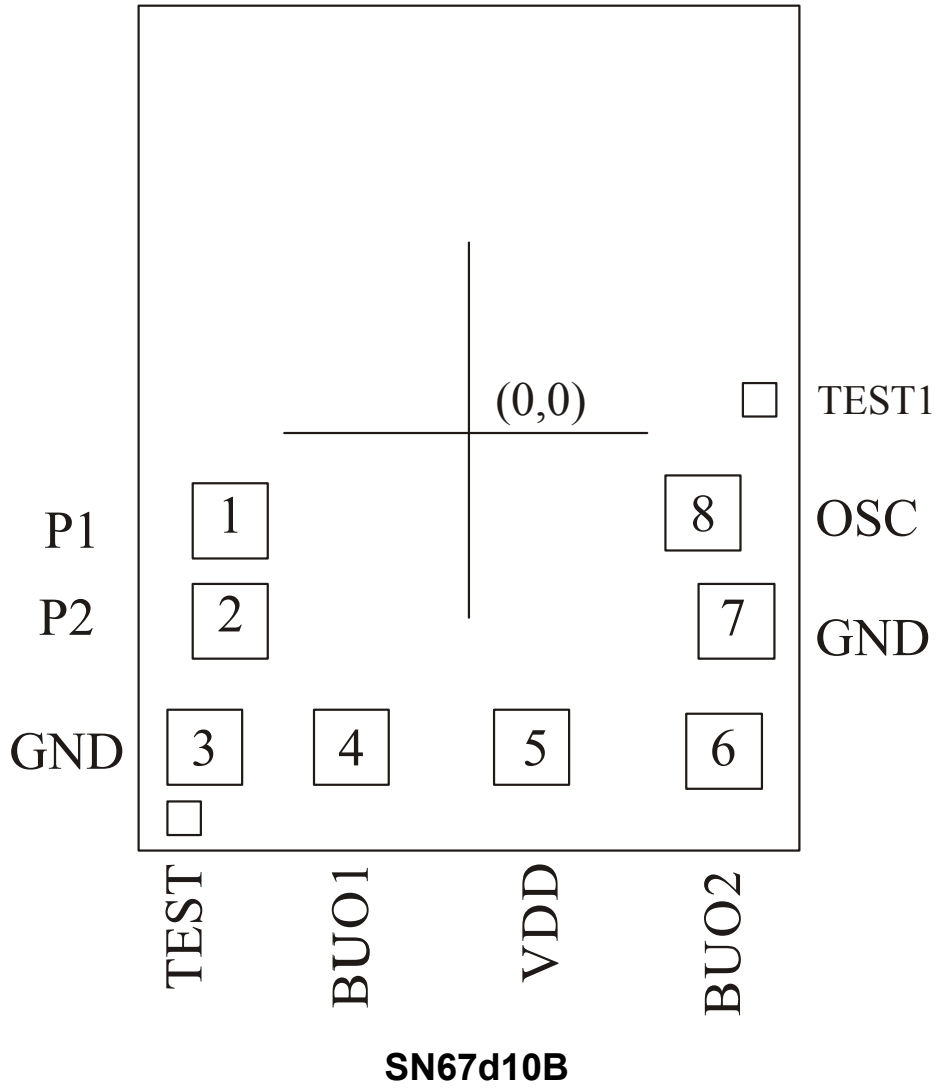 (0,0)
TEST1
P1
1
8
OSC
P2
2
7
GND
GND
3
4
5
6
TEST
BUO1
VDD
BUO2
SN67d10B